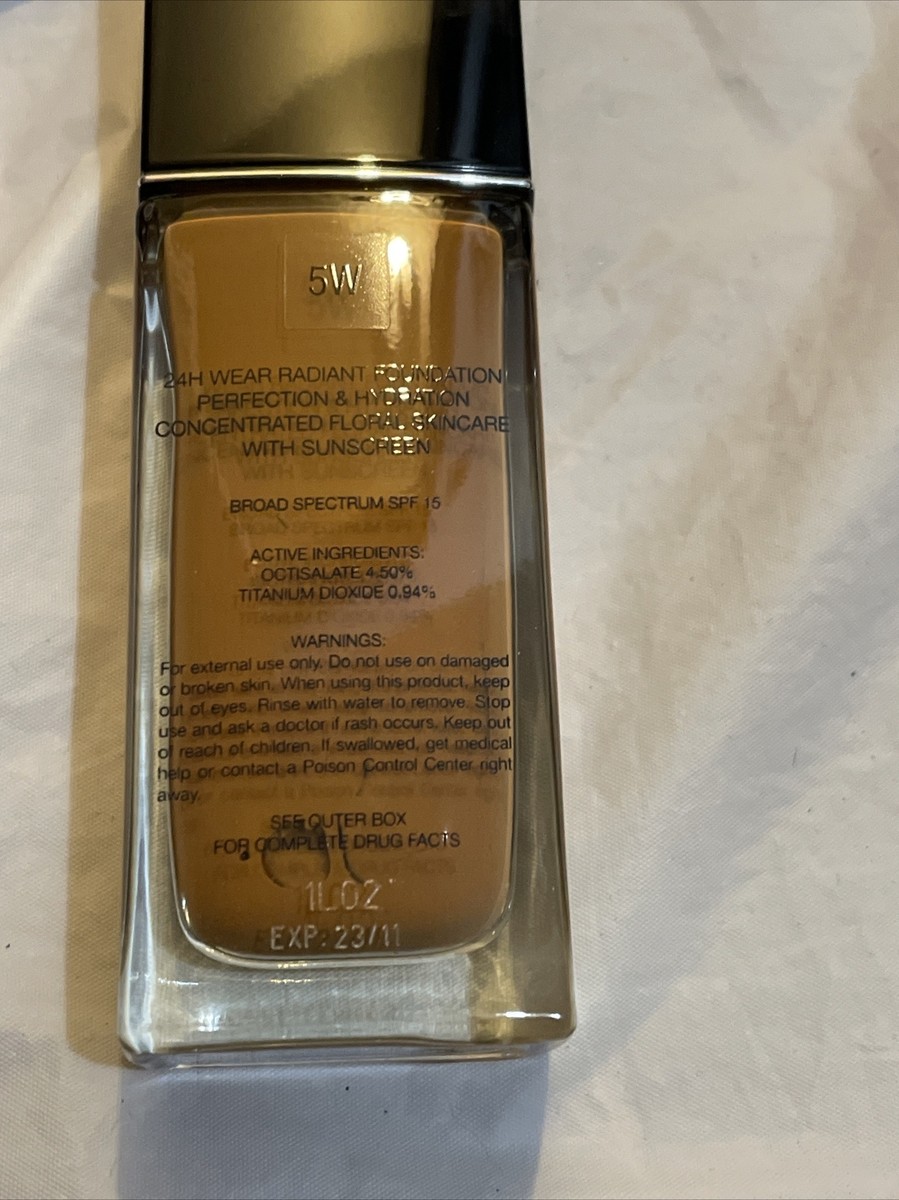 5W
24H WEAR RADIANT FOUNDATION
PERFECTION & HYDRATION
CONCENTRATED FLORAL SKINCARE
WITH SUNSCREEN
BROAD SPECTRUM SPF 15
ACTIVE INGREDIENTS:
OCTISALATE 4.50%
TITANIUM DIOXIDE 0.94%
WARNINGS:
For external use only. Do not use on damaged
or broken skin. When using this product, keep
out of eyes. Rinse with water to remove. Stop
use and ask a doctor if rash occurs. Keep out
of reach of children. If swallowed, get medical
help or contact a Poison Control Center right
away.
SEE OUTER BOX
FOR COMPLETE DRUG FACTS
1L02
EXP: 23/11